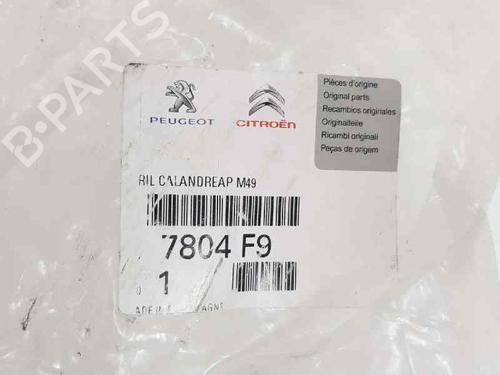 B-PARTS
PEUGEOT
CITROËN
Pièces d'origine
Original parts
Recambios originales
Originalteile
Ricambi originali
Peças de origem
RIL CALANDREAP M49
7804 F9
1